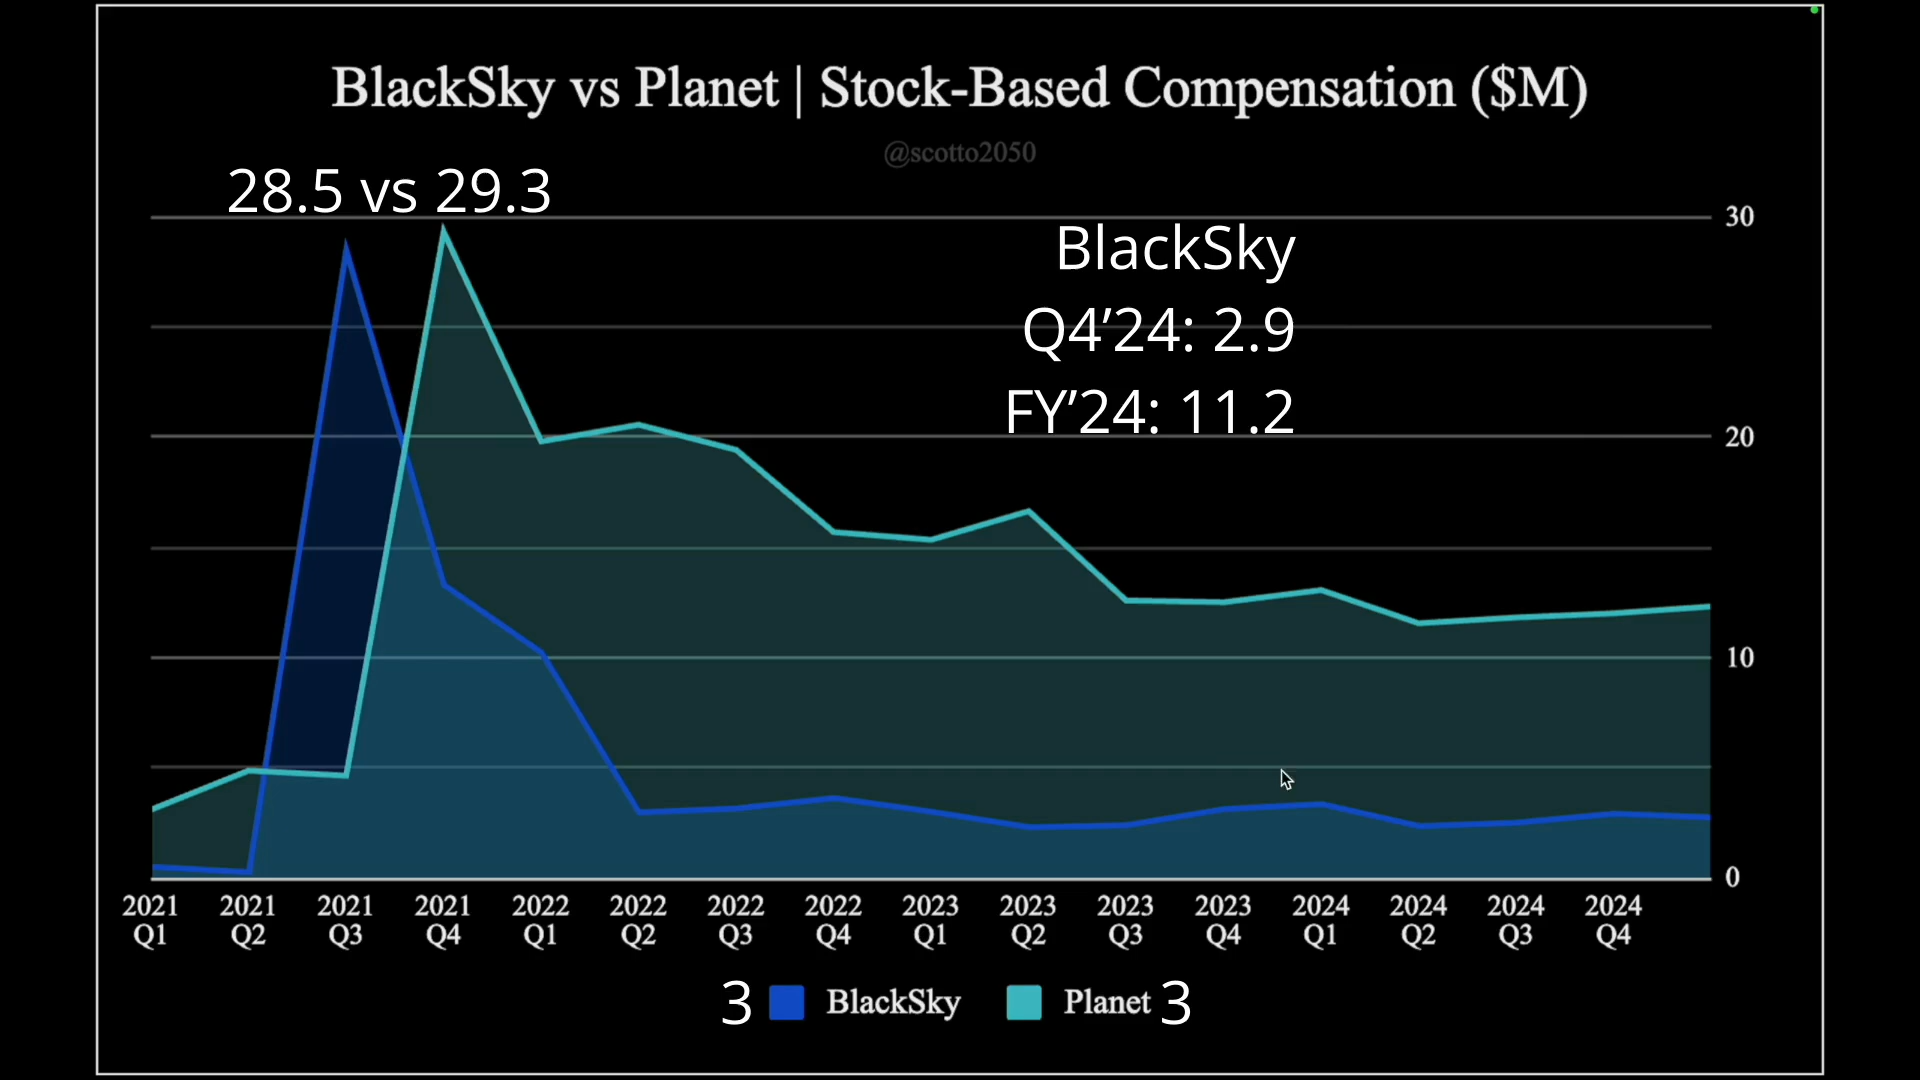 BlackSky vs Planet | Stock-Based Compensation ($M)
@scotto2050
28.5 vs 29.3
30
BlackSky
Q4’24: 2.9
FY’24: 11.2
20
10
0
2021 2021 2021 2021 2022 2022 2022 2022 2023 2023 2023 2023 2024 2024 2024 2024
Q1 Q2 Q3 Q4 Q1 Q2 Q3 Q4 Q1 Q2 Q3 Q4 Q1 Q2 Q3 Q4
3 BlackSky Planet 3